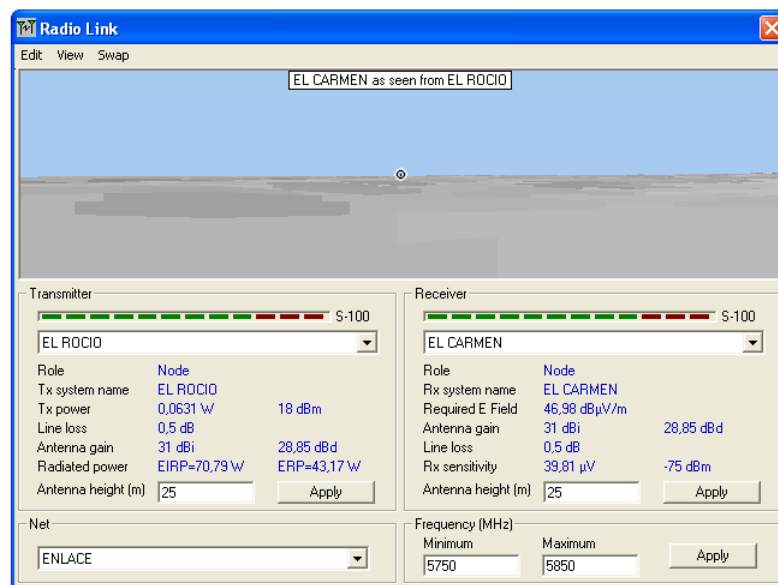 Radio Link
Edit View Swap
EL CARMEN as seen from EL ROCIO
Transmitter
S-100
EL ROCIO
Role Node
Tx system name EL ROCIO
Tx power 0,0631 W 18 dBm
Line loss 0,5 dB
Antenna gain 31 dBi 28,85 dBd
Radiated power EIRP=70,79 W ERP=43,17 W
Antenna height (m) 25 Apply
Receiver
S-100
EL CARMEN
Role Node
Rx system name EL CARMEN
Required E Field 46,98 dBµV/m
Antenna gain 31 dBi 28,85 dBd
Line loss 0,5 dB
Rx sensitivity 39,81 µV -75 dBm
Antenna height (m) 25 Apply
Net
ENLACE
Frequency (MHz)
Minimum Maximum
5750 5850 Apply